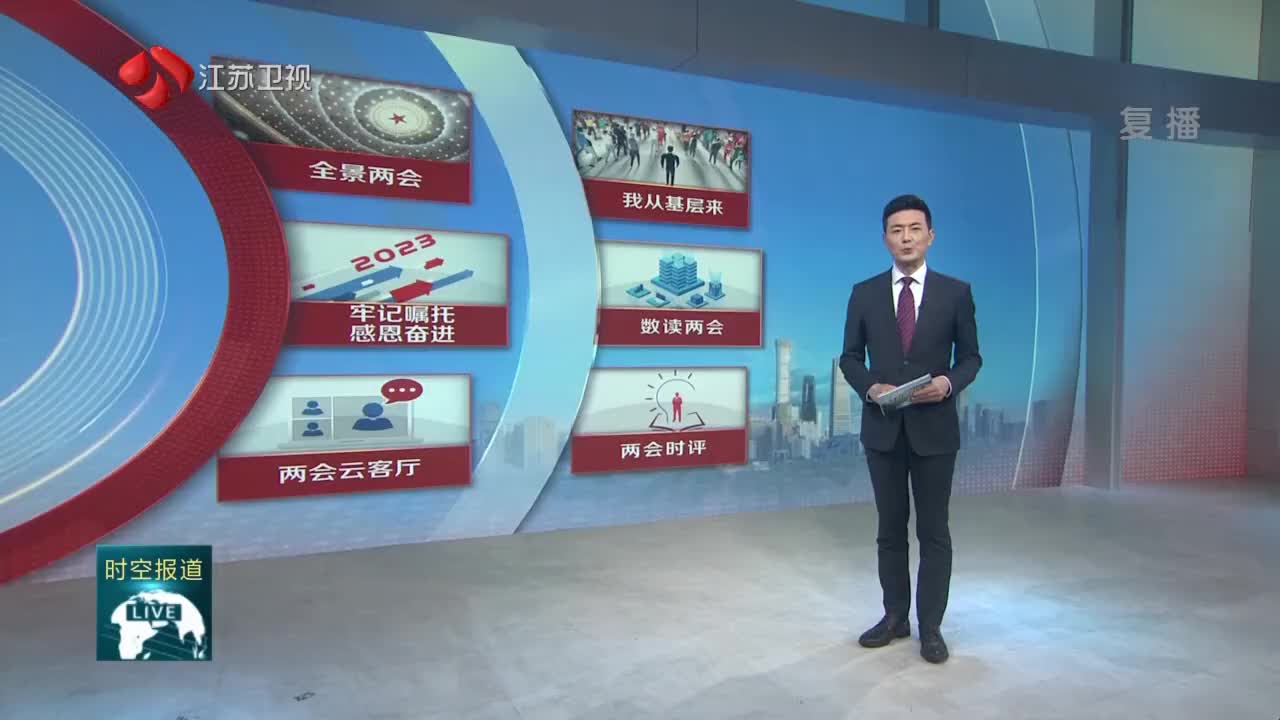 江苏卫视
复播
全景两会
我从基层来
2023
牢记嘱托
感恩奋进
数读两会
两会云客厅
两会时评
时空报道
LIVE